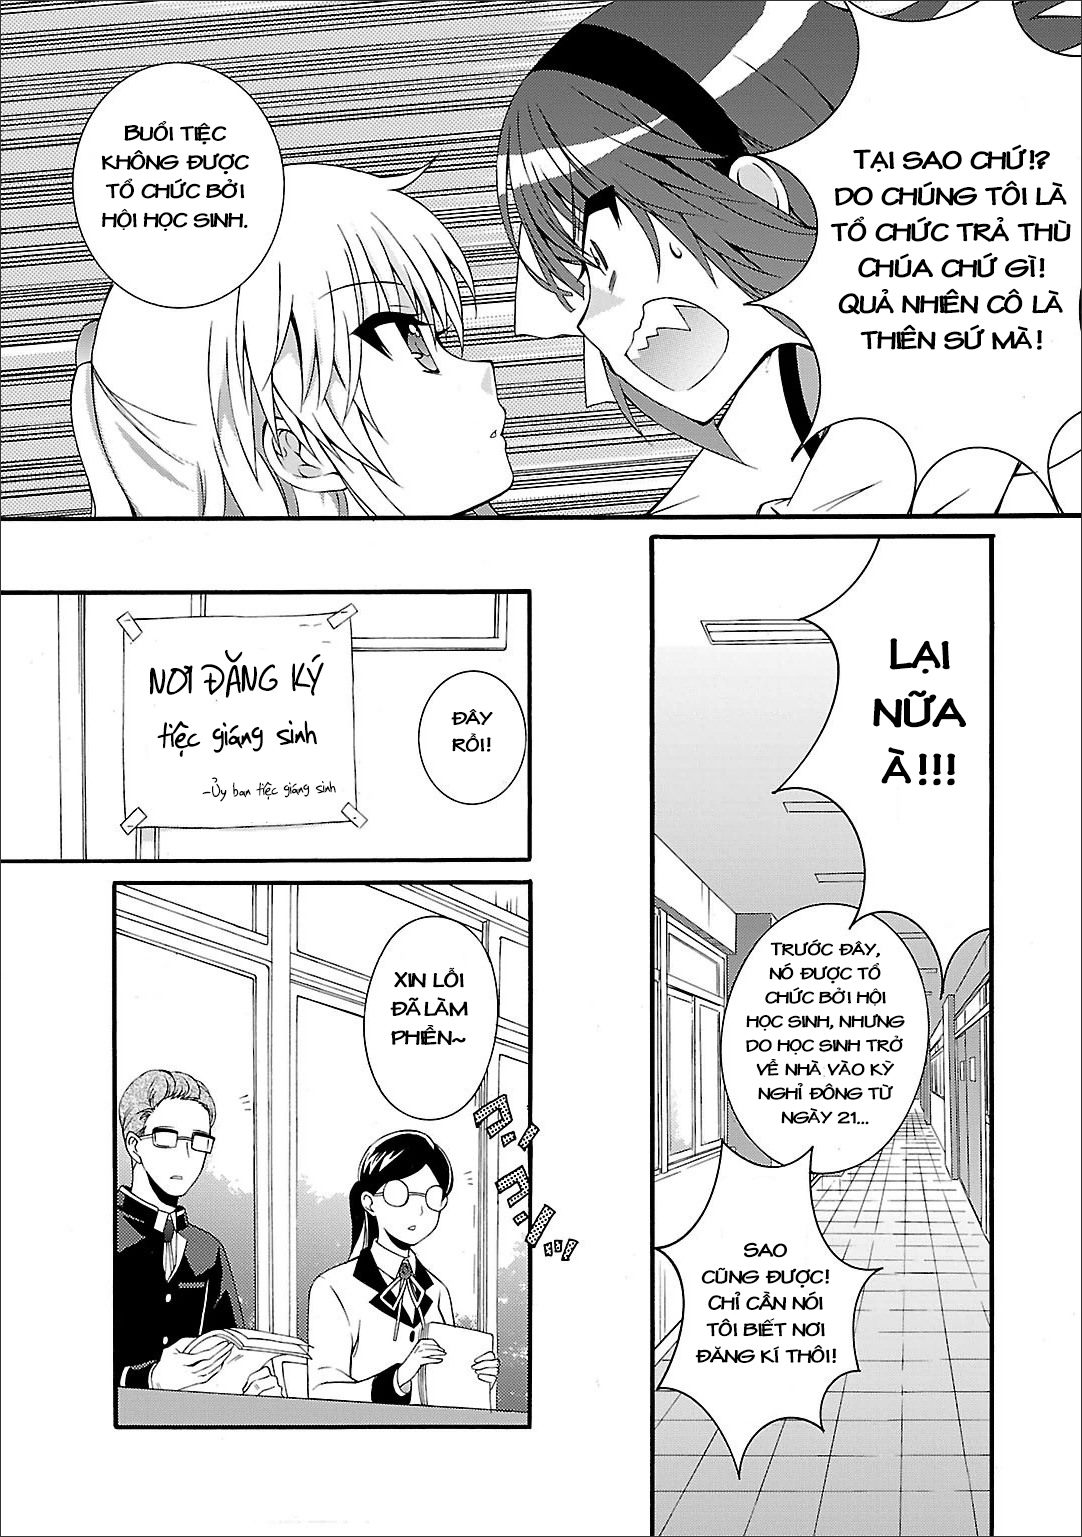 TẠI SAO CHỨ!?
DO CHÚNG TÔI LÀ
TỔ CHỨC TRẢ THÙ
CHÚA CHỨ GÌ!
QUẢ NHIÊN CÔ LÀ
THIÊN SỨ MÀ!
BUỔI TIỆC
KHÔNG ĐƯỢC
TỔ CHỨC BỞI
HỘI HỌC SINH.
LẠI
NỮA
À!!!
TRƯỚC ĐÂY,
NÓ ĐƯỢC TỔ
CHỨC BỞI HỘI
HỌC SINH, NHƯNG
DO HỌC SINH TRỞ
VỀ NHÀ VÀO KỲ
NGHỈ ĐÔNG TỪ
NGÀY 21...
SAO
CŨNG ĐƯỢC!
CHỈ CẦN NÓI
TÔI BIẾT NƠI
ĐĂNG KÍ THÔI!
ĐÂY
RỒI!
NƠI ĐĂNG KÝ
tiệc giáng sinh
-Ủy ban tiệc giáng sinh
XIN LỖI
ĐÃ LÀM
PHIỀN~